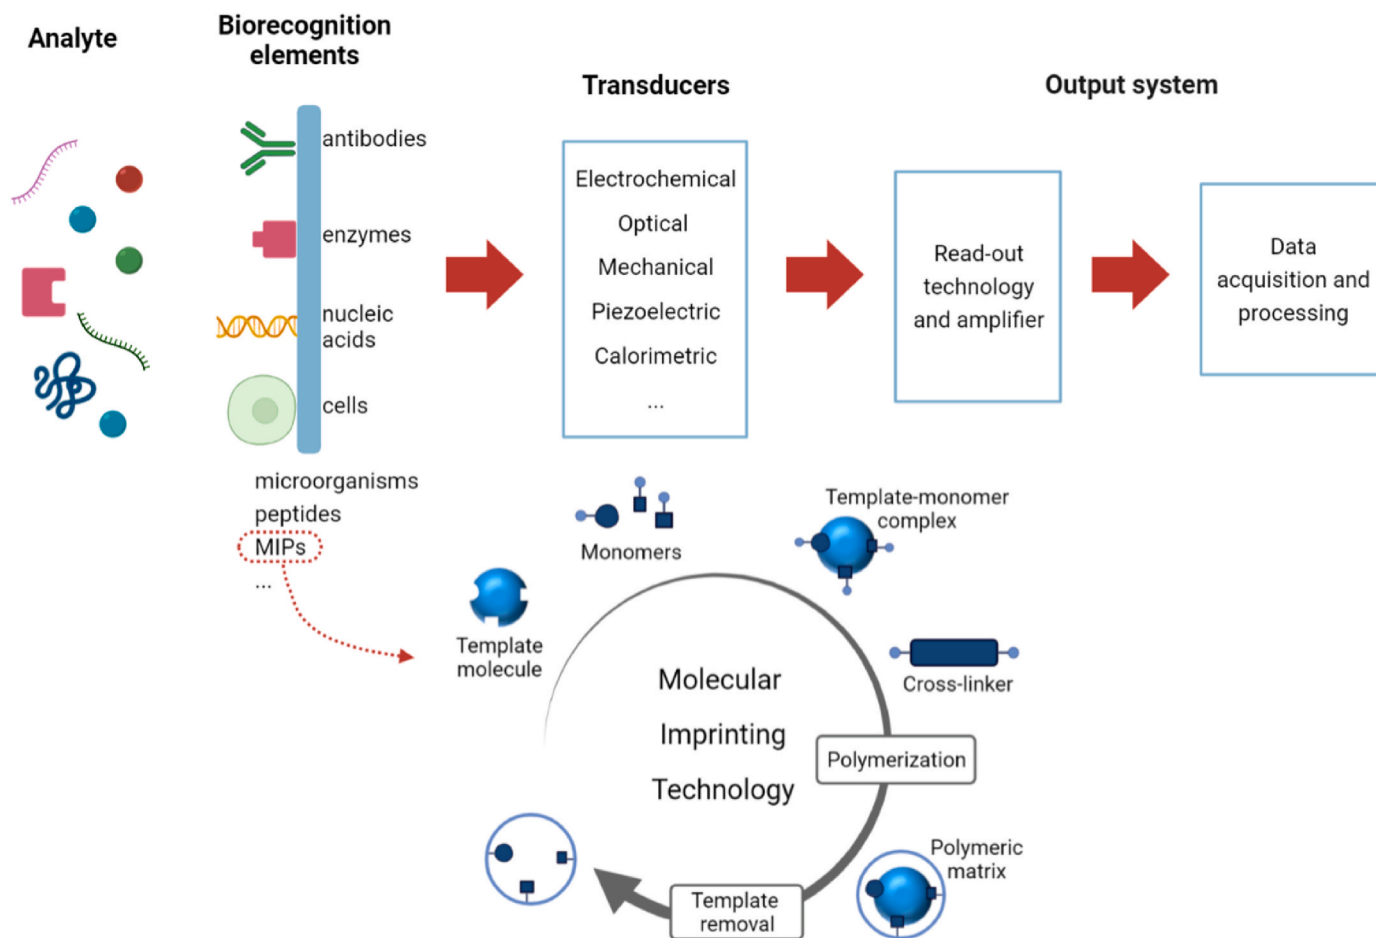 Analyte
Biorecognition
elements
Transducers
Output system
antibodies
enzymes
nucleic
acids
cells
microorganisms
peptides
MIPs
...
Electrochemical
Optical
Mechanical
Piezoelectric
Calorimetric
...
Read-out
technology
and amplifier
Data
acquisition and
processing
Template
molecule
Monomers
Template-monomer
complex
Cross-linker
Polymerization
Polymeric
matrix
Template
removal
Molecular
Imprinting
Technology